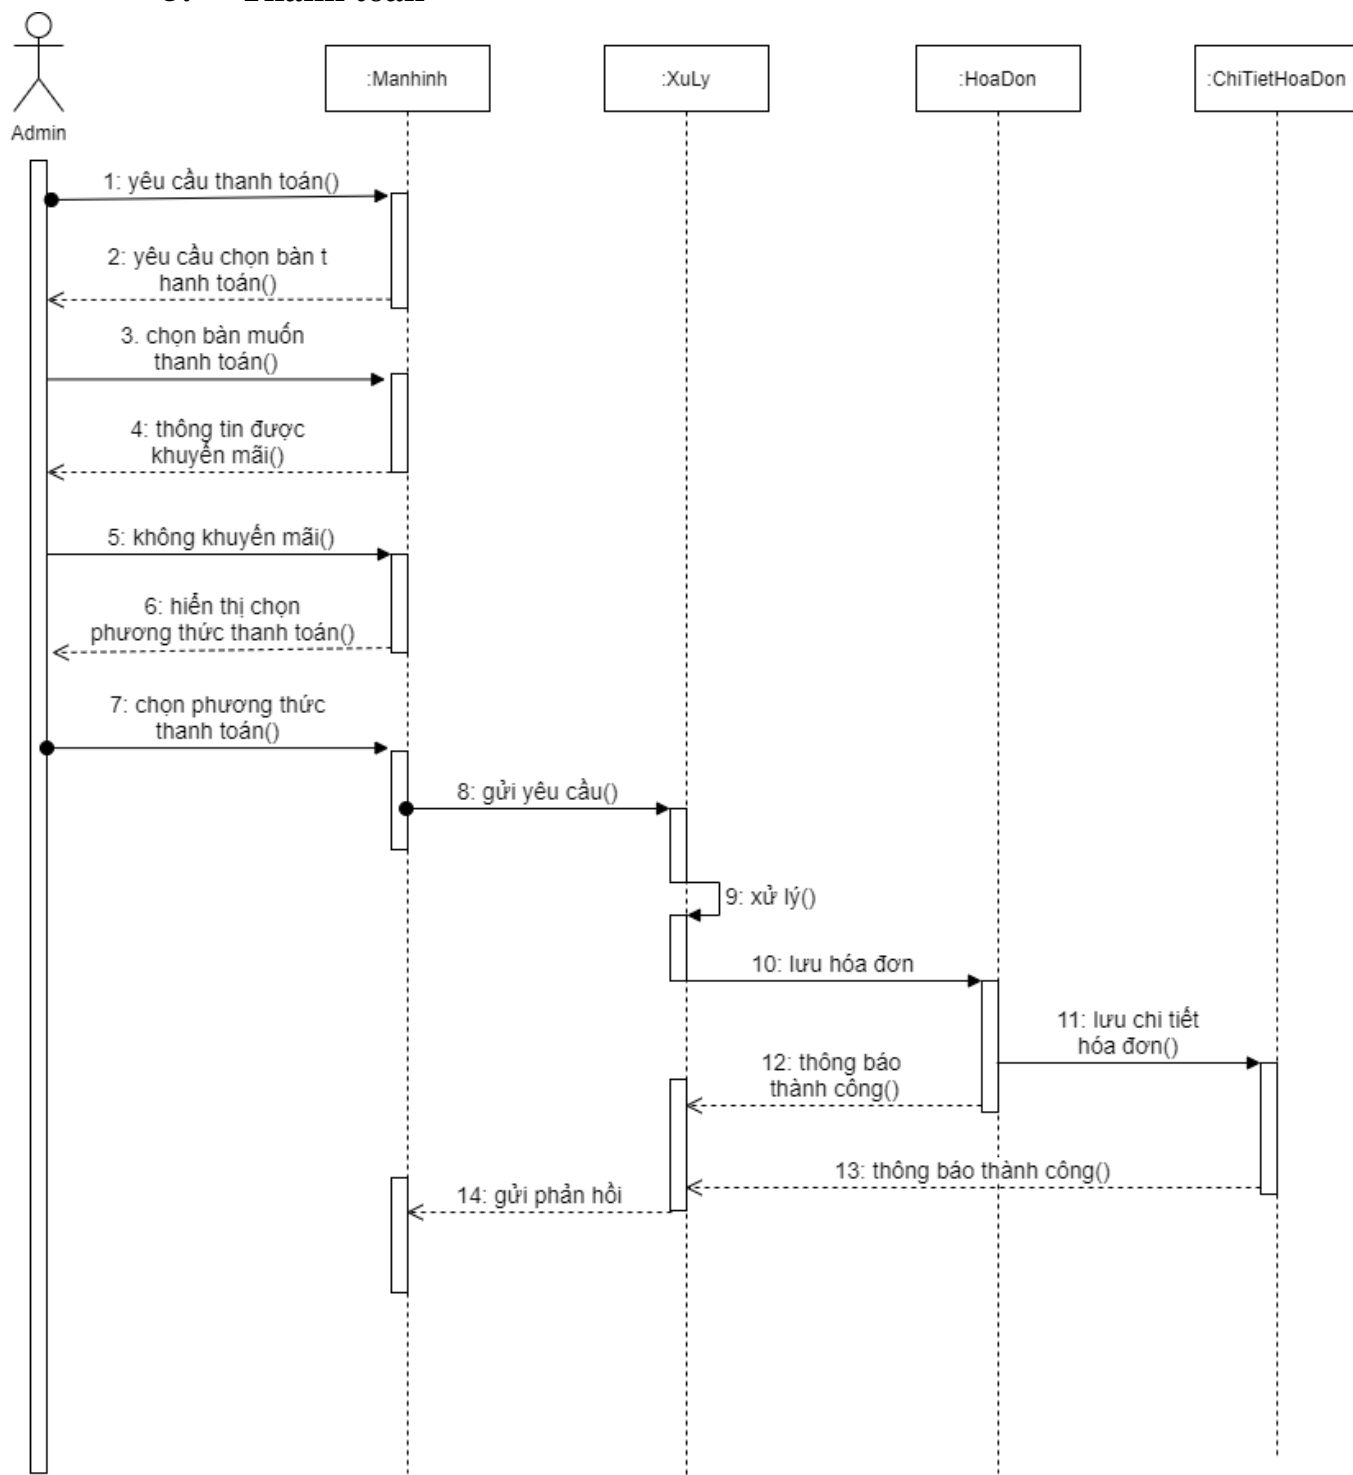 Thanh toán
:Manhinh
:XuLy
:HoaDon
:ChiTietHoaDon
Admin
1: yêu cầu thanh toán()
2: yêu cầu chọn bàn t
hanh toán()
3. chọn bàn muốn
thanh toán()
4: thông tin được
khuyến mãi()
5: không khuyến mãi()
6: hiển thị chọn
phương thức thanh toán()
7: chọn phương thức
thanh toán()
8: gửi yêu cầu()
9: xử lý()
10: lưu hóa đơn
11: lưu chi tiết
hóa đơn()
12: thông báo
thành công()
13: thông báo thành công()
14: gửi phản hồi